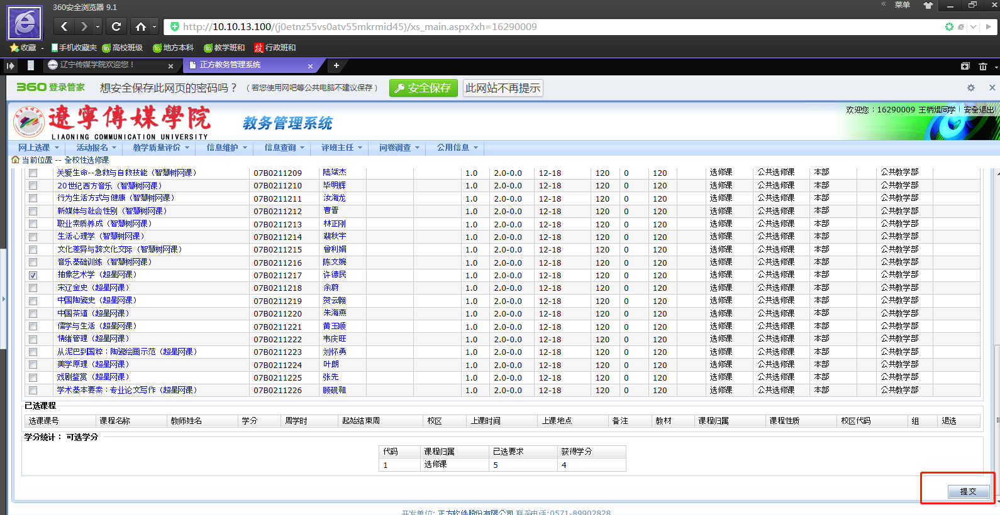 360安全浏览器 9.1
« 菜单
http://10.10.13.100/(j0etnz55vs0atv55mkrmid45)/xs_main.aspx?xh=16290009
收藏 手机收藏夹 高校班级 地方本科 教学班和 行政班和
辽宁传媒学院欢迎您！ × 正方教务管理系统 × +
360登录管家 想安全保存此网页的密码吗？（若您使用网吧等公共电脑不建议保存） 安全保存 此网站不再提示
遼寧傳媒學院
LIAONING COMMUNICATION UNIVERSITY
教务管理系统
欢迎您：16290009 王柄焜同学 安全退出
网上选课 活动报名 教学质量评价 信息维护 信息查询 评班主任 问卷调查 公用信息
当前位置 -- 全校性选修课
关爱生命--急救与自救技能（智慧树网课） 07B0211209 陆斌杰 1.0 2.0-0.0 12-18 120 0 120 选修课 公共选修课 本部 公共教学部
20世纪西方音乐（智慧树网课） 07B0211210 毕明辉 1.0 2.0-0.0 12-18 120 0 120 选修课 公共选修课 本部 公共教学部
行为生活方式与健康（智慧树网课） 07B0211211 汝海龙 1.0 2.0-0.0 12-18 120 0 120 选修课 公共选修课 本部 公共教学部
新媒体与社会性别（智慧树网课） 07B0211212 曹晋 1.0 2.0-0.0 12-18 120 0 120 选修课 公共选修课 本部 公共教学部
职业素质养成（智慧树网课） 07B0211213 林正刚 1.0 2.0-0.0 12-18 120 0 120 选修课 公共选修课 本部 公共教学部
生活心理学（智慧树网课） 07B0211214 裴秋宇 1.0 2.0-0.0 12-18 120 0 120 选修课 公共选修课 本部 公共教学部
文化差异与跨文化交际（智慧树网课） 07B0211215 曾利娟 1.0 2.0-0.0 12-18 120 0 120 选修课 公共选修课 本部 公共教学部
音乐基础训练（智慧树网课） 07B0211216 陈文婉 1.0 2.0-0.0 12-18 120 0 120 选修课 公共选修课 本部 公共教学部
抽象艺术学（超星网课） 07B0211217 许德民 1.0 2.0-0.0 12-18 120 0 120 选修课 公共选修课 本部 公共教学部
宋辽金史（超星网课） 07B0211218 余蔚 1.0 2.0-0.0 12-18 120 0 120 选修课 公共选修课 本部 公共教学部
中国陶瓷史（超星网课） 07B0211219 贺云翱 1.0 2.0-0.0 12-18 120 0 120 选修课 公共选修课 本部 公共教学部
中国茶道（超星网课） 07B0211220 朱海燕 1.0 2.0-0.0 12-18 120 0 120 选修课 公共选修课 本部 公共教学部
儒学与生活（超星网课） 07B0211221 黄玉顺 1.0 2.0-0.0 12-18 120 0 120 选修课 公共选修课 本部 公共教学部
情绪管理（超星网课） 07B0211222 韦庆旺 1.0 2.0-0.0 12-18 120 0 120 选修课 公共选修课 本部 公共教学部
从泥巴到国粹：陶瓷绘画示范（超星网课） 07B0211223 刘怀勇 1.0 2.0-0.0 12-18 120 0 120 选修课 公共选修课 本部 公共教学部
美学原理（超星网课） 07B0211224 叶朗 1.0 2.0-0.0 12-18 120 0 120 选修课 公共选修课 本部 公共教学部
戏剧鉴赏（超星网课） 07B0211225 张先 1.0 2.0-0.0 12-18 120 0 120 选修课 公共选修课 本部 公共教学部
学术基本要素：专业论文写作（超星网课） 07B0211226 顾砚祖 1.0 2.0-0.0 12-18 120 0 120 选修课 公共选修课 本部 公共教学部
已选课程
选课课号 课程名称 教师姓名 学分 周学时 起始结束周 校区 上课时间 上课地点 备注 教材 课程归属 课程性质 校区代码 组 退选
学分统计： 可选学分
代码 课程归属 已选要求 获得学分
1 选修课 5 4
提 交
开发单位: 正方软件股份有限公司 联系电话:0571-89902828